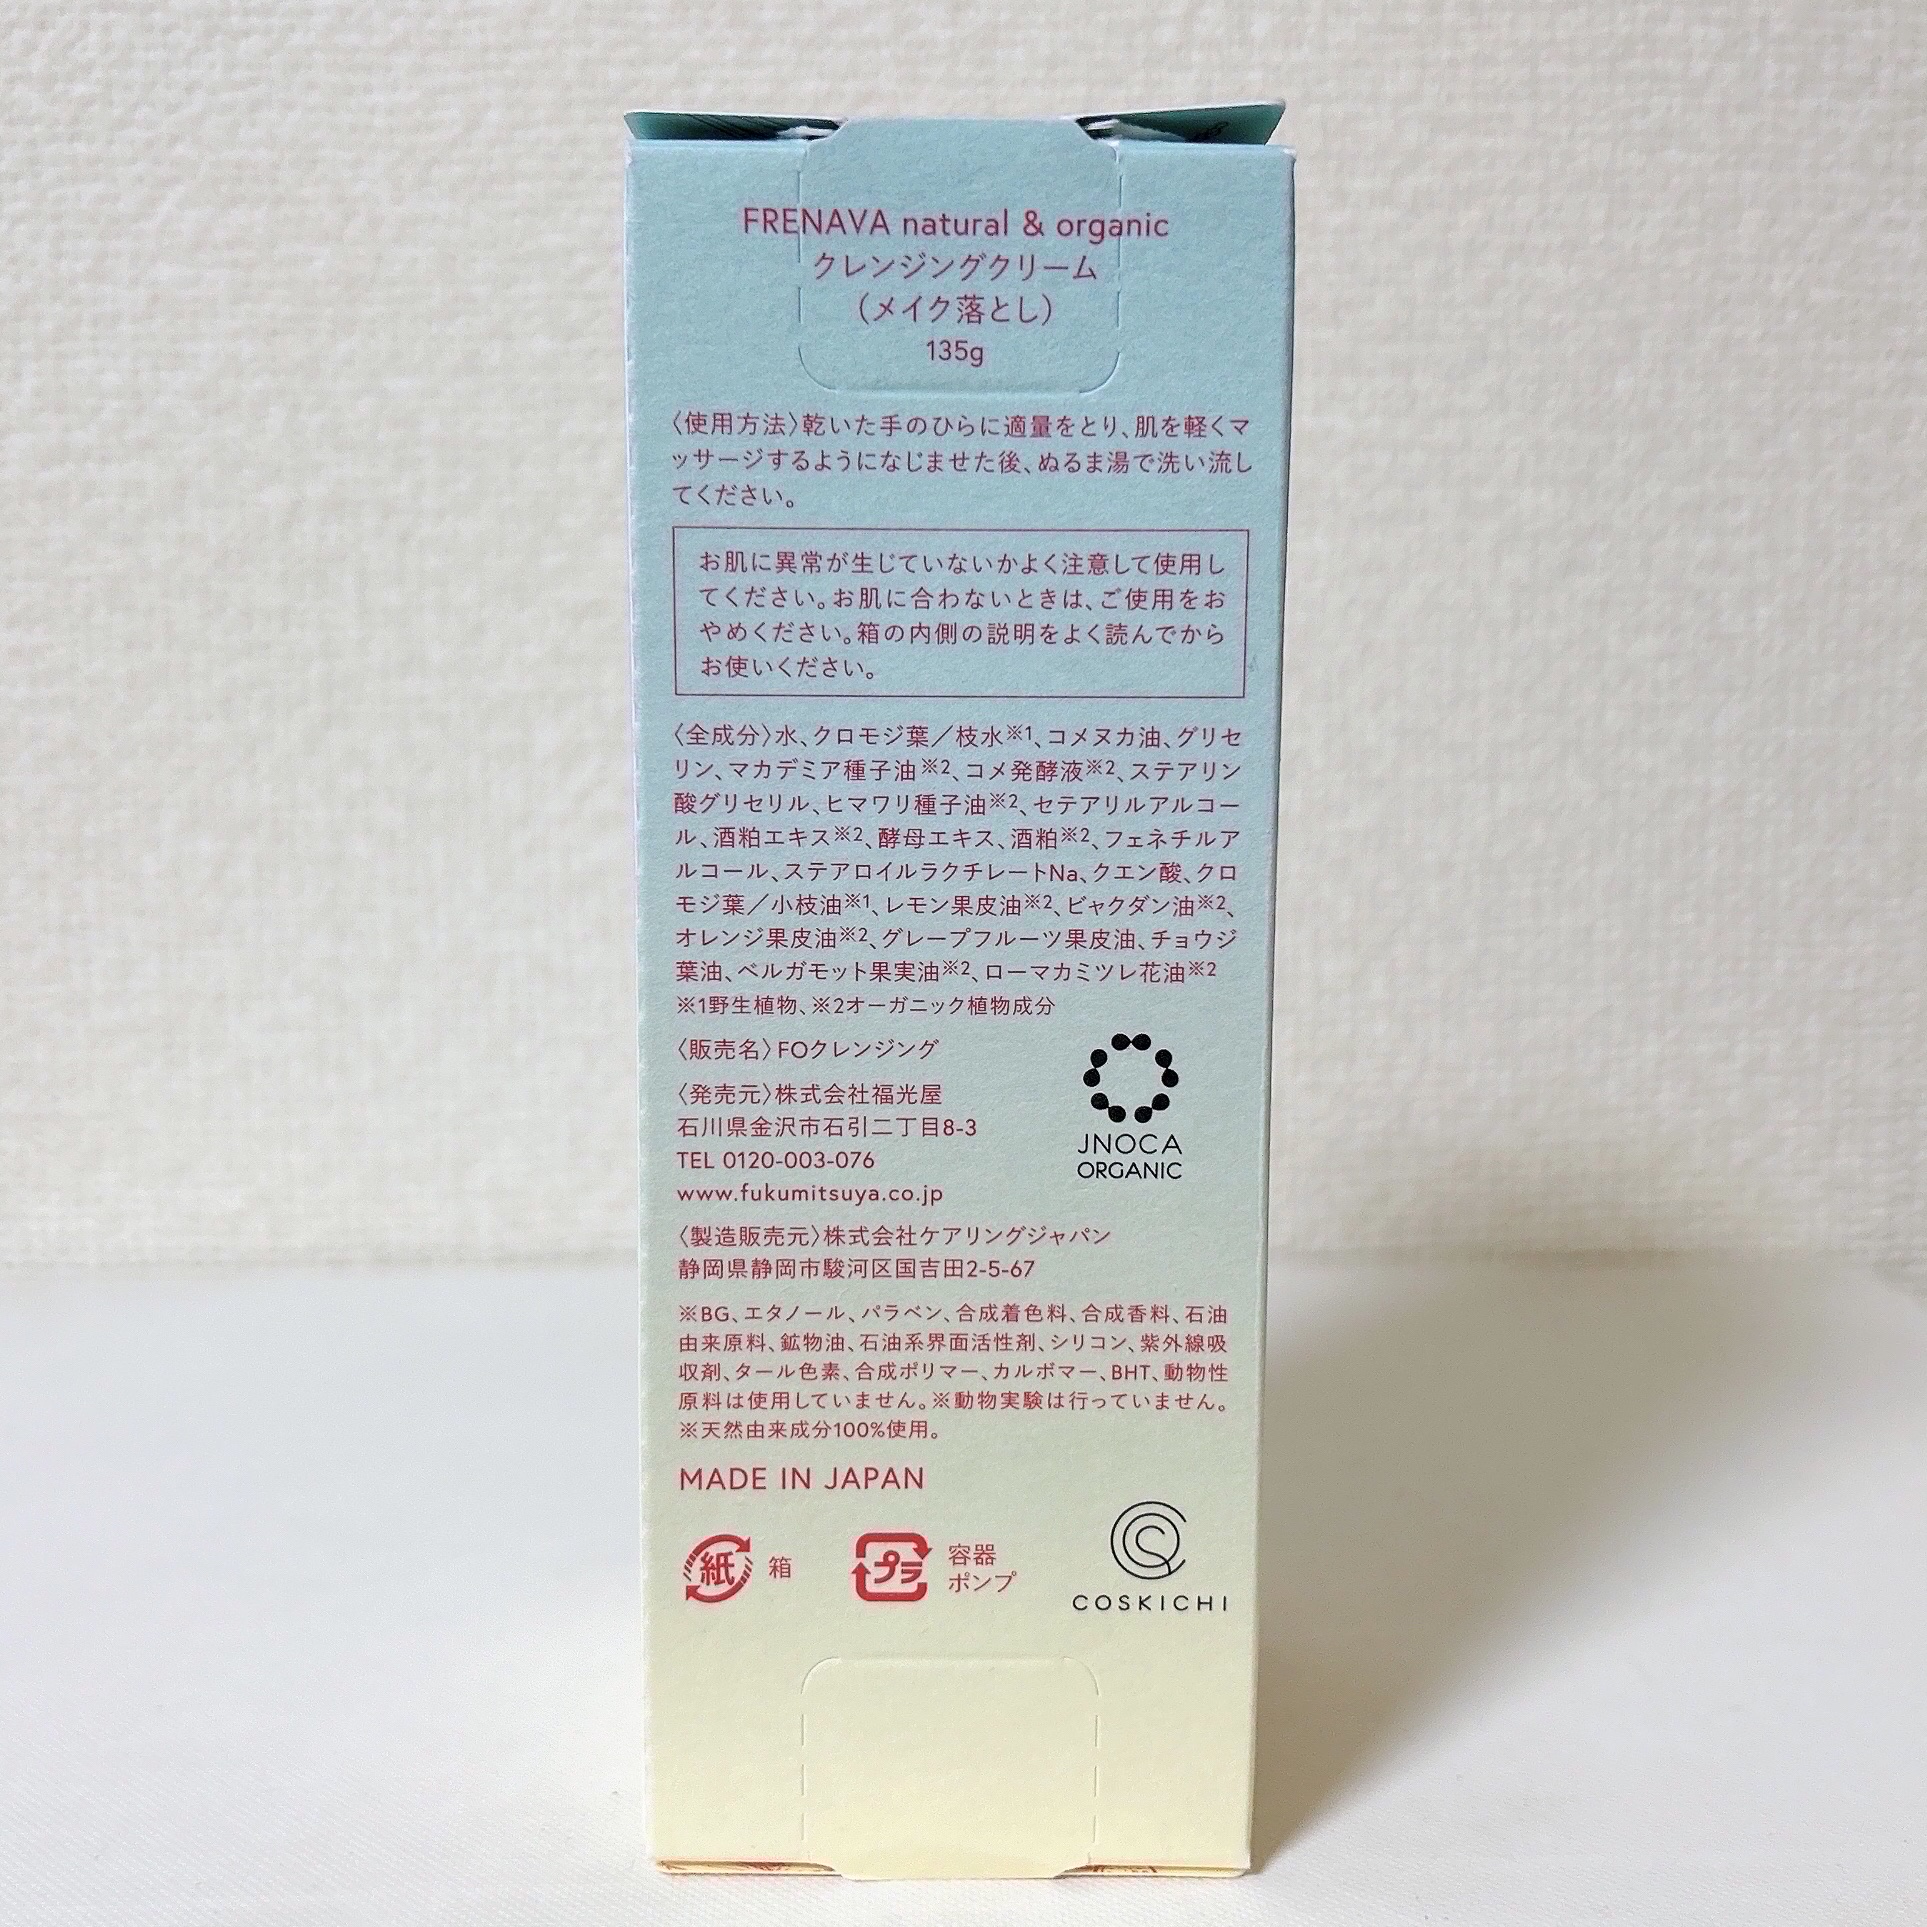 FRENAVA natural & organic
クレンジングクリーム
（メイク落とし）
135g
〈使用方法〉乾いた手のひらに適量をとり、肌を軽くマ
ッサージするようになじませた後、ぬるま湯で洗い流し
てください。
お肌に異常が生じていないかよく注意して使用し
てください。お肌に合わないときは、ご使用をお
やめください。箱の内側の説明をよく読んでから
お使いください。
〈全成分〉水、クロモジ葉／枝水※1、コメヌカ油、グリセ
リン、マカデミア種子油※2、コメ発酵液※2、ステアリン
酸グリセリル、ヒマワリ種子油※2、セテアリルアルコー
ル、酒粕エキス※2、酵母エキス、酒粕※2、フェネチルア
ルコール、ステアロイルラクチレートNa、クエン酸、クロ
モジ葉／小枝油※1、レモン果皮油※2、ビャクダン油※2、
オレンジ果皮油※2、グレープフルーツ果皮油、チョウジ
葉油、ベルガモット果実油※2、ローマカミツレ花油※2
※1野生植物、※2オーガニック植物成分
〈販売名〉FOクレンジング
〈発売元〉株式会社福光屋
石川県金沢市石引二丁目8-3
TEL 0120-003-076
www.fukumitsuya.co.jp
JNOCA
ORGANIC
〈製造販売元〉株式会社ケアリングジャパン
静岡県静岡市駿河区国吉田2-5-67
※BG、エタノール、パラベン、合成着色料、合成香料、石油
由来原料、鉱物油、石油系界面活性剤、シリコン、紫外線吸
収剤、タール色素、合成ポリマー、カルボマー、BHT、動物性
原料は使用していません。※動物実験は行っていません。
※天然由来成分100%使用。
MADE IN JAPAN
紙 箱
プラ 容器
ポンプ
COSKICHI